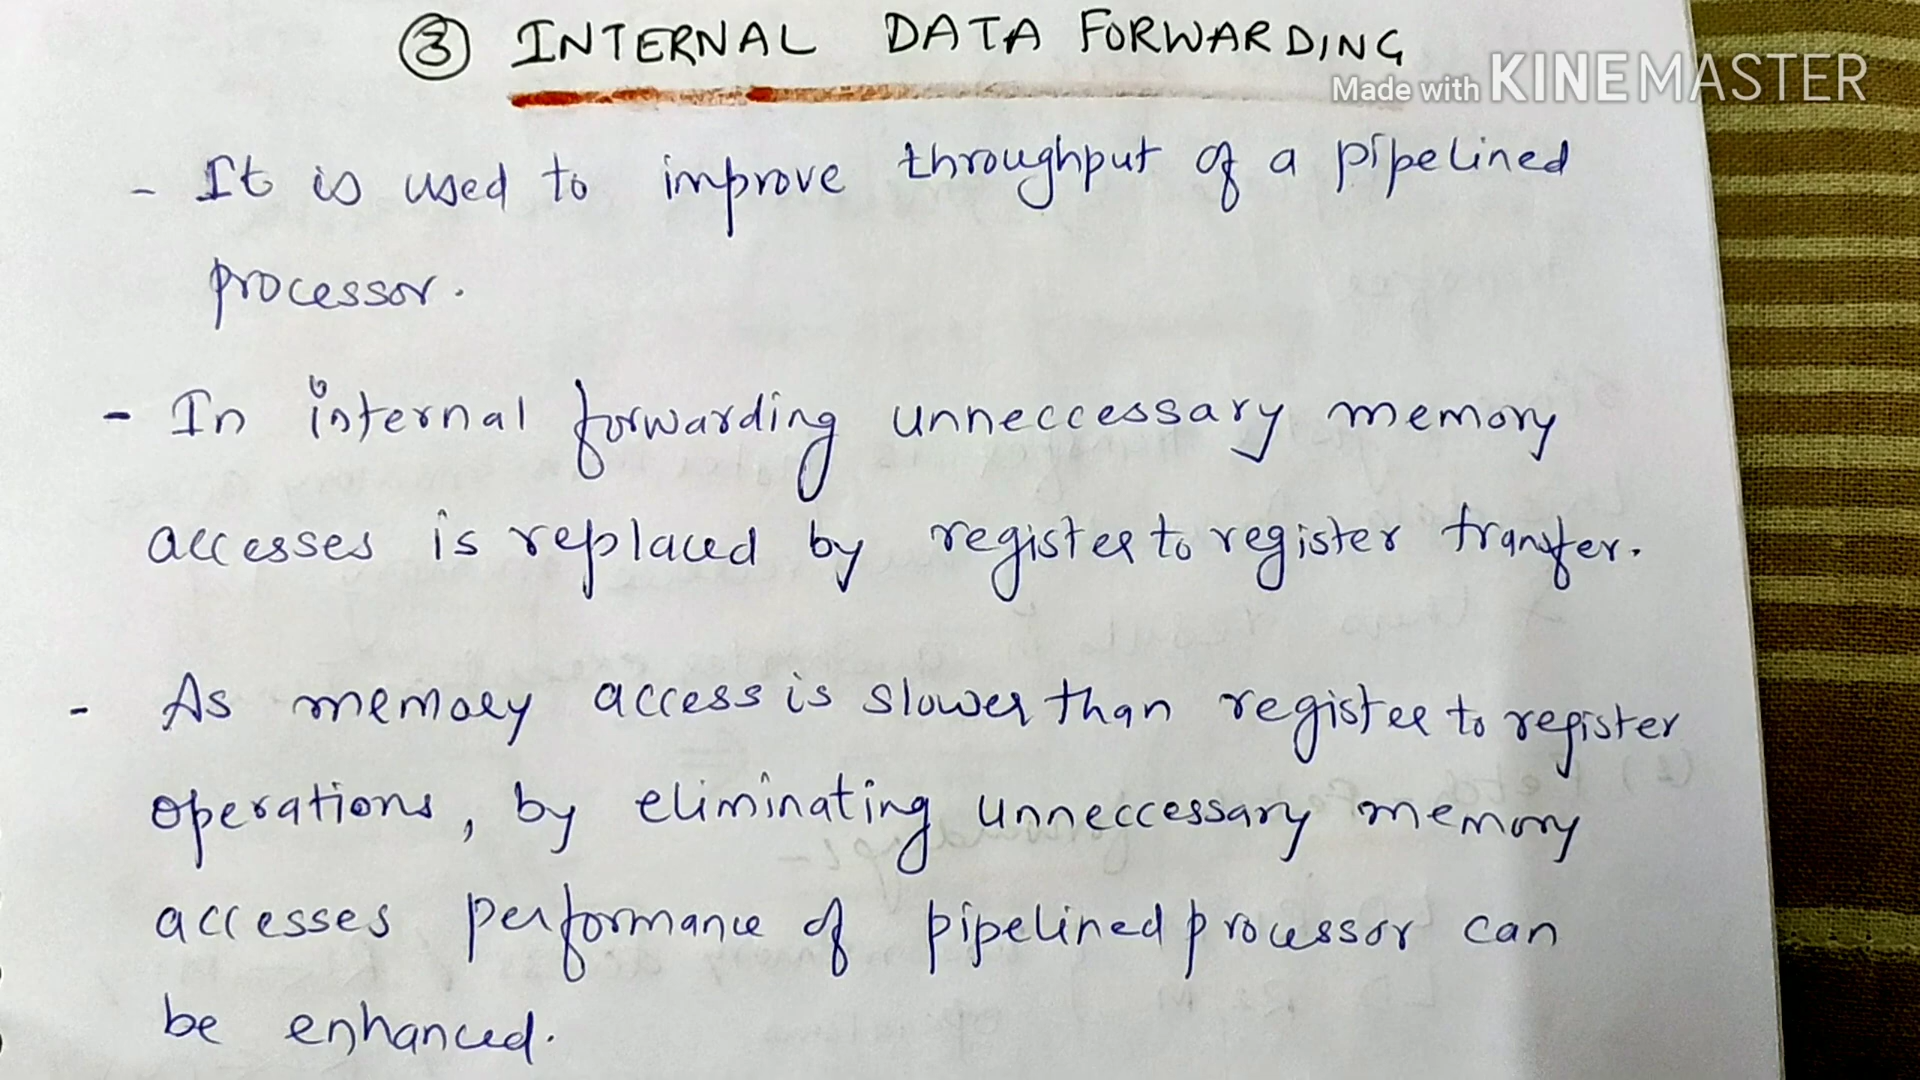 ③ INTERNAL DATA FORWARDING
Made with KINEMASTER
- It is used to improve throughput of a pipelined
processor.
- In internal forwarding unneccessary memory
accesses is replaced by register to register transfer.
- As memory access is slower than register to register
operations, by eliminating unneccessary memory
accesses performance of pipelined processor can
be enhanced.